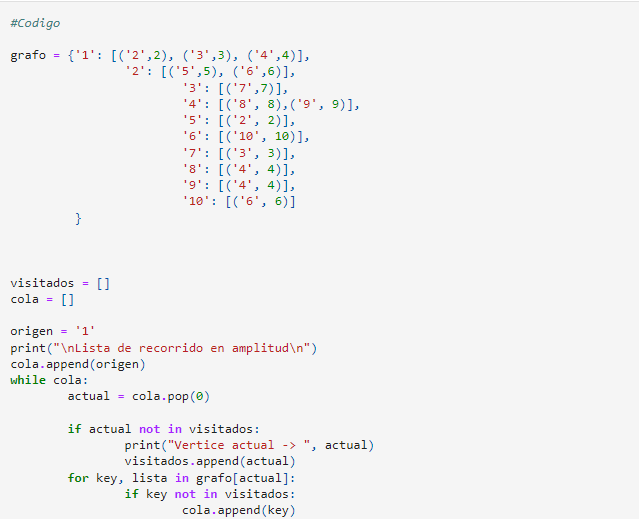 #Codigo
grafo = {'1': [('2',2), ('3',3), ('4',4)],
'2': [('5',5), ('6',6)],
'3': [('7',7)],
'4': [('8', 8),('9', 9)],
'5': [('2', 2)],
'6': [('10', 10)],
'7': [('3', 3)],
'8': [('4', 4)],
'9': [('4', 4)],
'10': [('6', 6)]
}
visitados = []
cola = []
origen = '1'
print("\nLista de recorrido en amplitud\n")
cola.append(origen)
while cola:
actual = cola.pop(0)
if actual not in visitados:
print("Vertice actual -> ", actual)
visitados.append(actual)
for key, lista in grafo[actual]:
if key not in visitados:
cola.append(key)